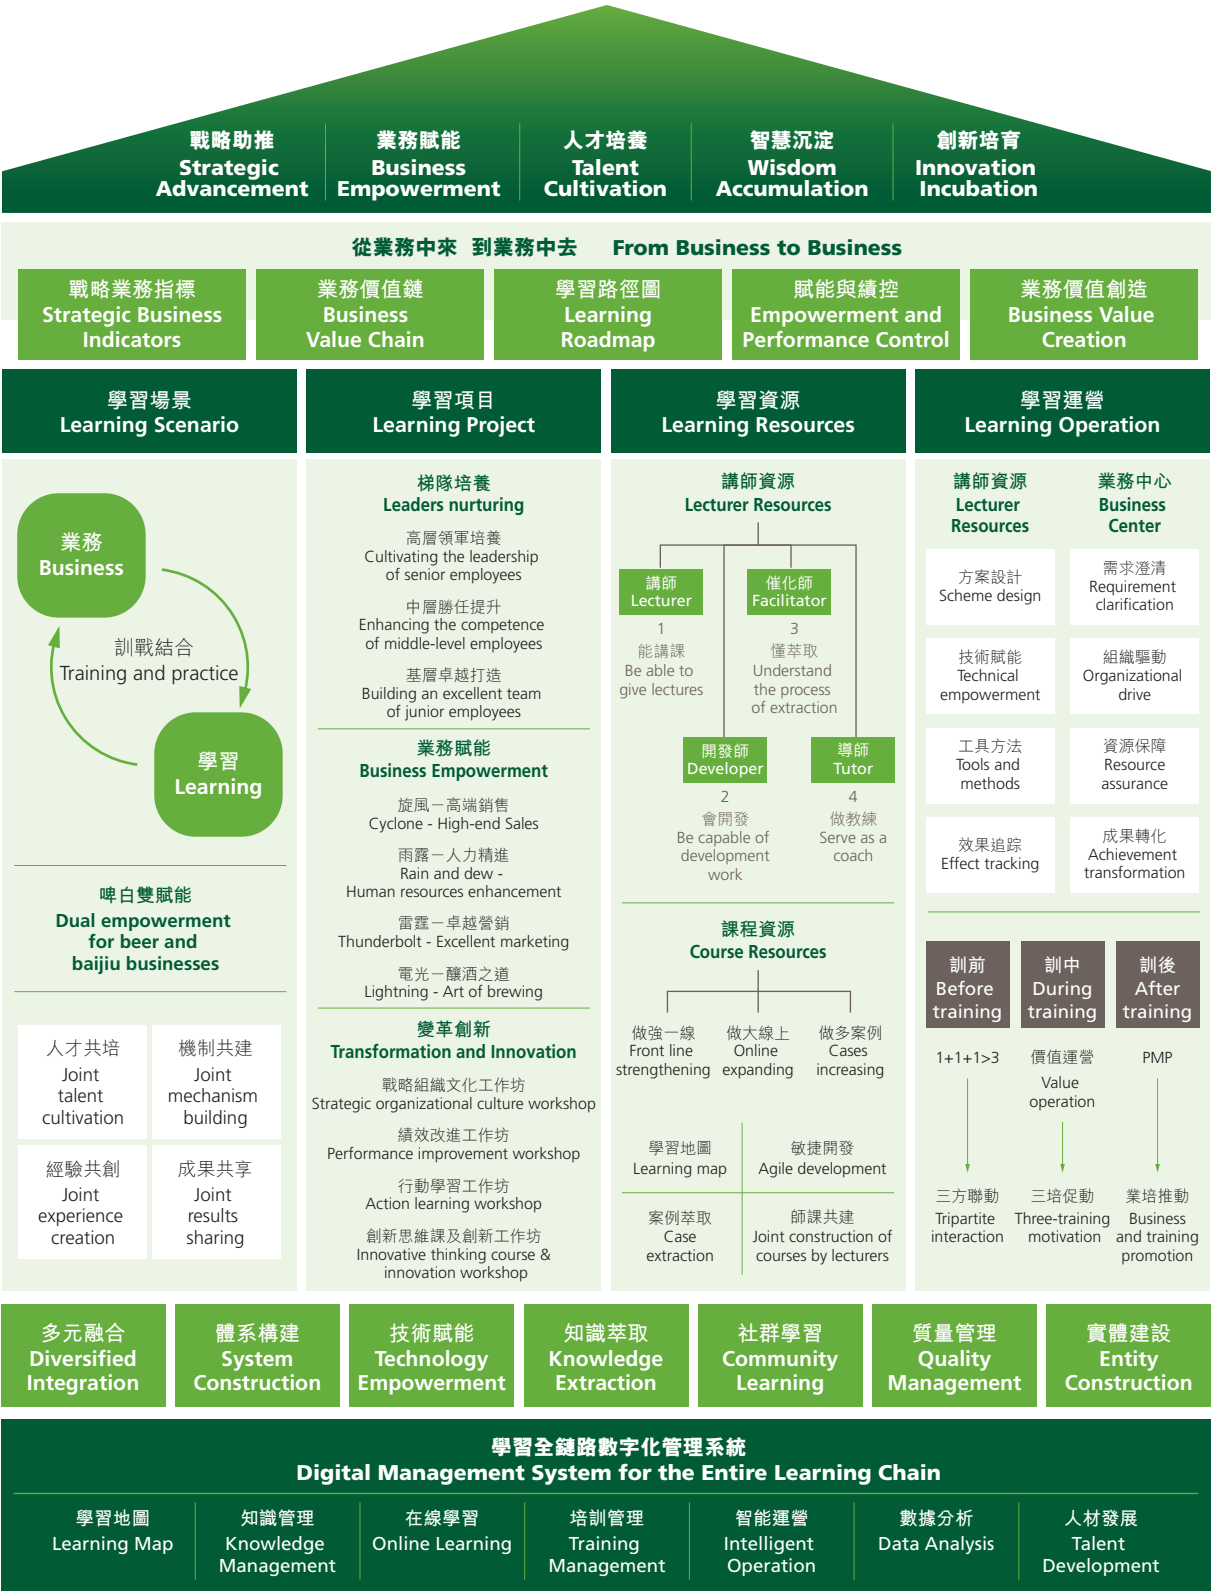 戰略助推
Strategic
Advancement
業務賦能
Business
Empowerment
人才培養
Talent
Cultivation
智慧沉淀
Wisdom
Accumulation
創新培育
Innovation
Incubation
從業務中來 到業務中去 From Business to Business
戰略業務指標
Strategic Business
Indicators
業務價值鏈
Business
Value Chain
學習路徑圖
Learning
Roadmap
賦能與績控
Empowerment and
Performance Control
業務價值創造
Business Value
Creation
學習場景
Learning Scenario
業務
Business
訓戰結合
Training and practice
學習
Learning
啤白雙賦能
Dual empowerment
for beer and
baijiu businesses
人才共培
Joint
talent
cultivation
機制共建
Joint
mechanism
building
經驗共創
Joint
experience
creation
成果共享
Joint
results
sharing
學習項目
Learning Project
梯隊培養
Leaders nurturing
高層領軍培養
Cultivating the leadership
of senior employees
中層勝任提升
Enhancing the competence
of middle-level employees
基層卓越打造
Building an excellent team
of junior employees
業務賦能
Business Empowerment
旋風－高端銷售
Cyclone - High-end Sales
雨露－人力精進
Rain and dew -
Human resources enhancement
雷霆－卓越營銷
Thunderbolt - Excellent marketing
電光－釀酒之道
Lightning - Art of brewing
變革創新
Transformation and Innovation
戰略組織文化工作坊
Strategic organizational culture workshop
績效改進工作坊
Performance improvement workshop
行動學習工作坊
Action learning workshop
創新思維課及創新工作坊
Innovative thinking course &
innovation workshop
學習資源
Learning Resources
講師資源
Lecturer Resources
講師
Lecturer
1
能講課
Be able to
give lectures
催化師
Facilitator
3
懂萃取
Understand
the process
of extraction
開發師
Developer
2
會開發
Be capable of
development
work
導師
Tutor
4
做教練
Serve as a
coach
課程資源
Course Resources
做強一線
Front line
strengthening
做大線上
Online
expanding
做多案例
Cases
increasing
學習地圖
Learning map
敏捷開發
Agile development
案例萃取
Case
extraction
師課共建
Joint construction of
courses by lecturers
學習運營
Learning Operation
講師資源
Lecturer
Resources
方案設計
Scheme design
技術賦能
Technical
empowerment
工具方法
Tools and
methods
效果追踪
Effect tracking
業務中心
Business
Center
需求澄清
Requirement
clarification
組織驅動
Organizational
drive
資源保障
Resource
assurance
成果轉化
Achievement
transformation
訓前
Before
training
1+1+1>3
三方聯動
Tripartite
interaction
訓中
During
training
價值運營
Value
operation
三培促動
Three-training
motivation
訓後
After
training
PMP
業培推動
Business
and training
promotion
多元融合
Diversified
Integration
體系構建
System
Construction
技術賦能
Technology
Empowerment
知識萃取
Knowledge
Extraction
社群學習
Community
Learning
質量管理
Quality
Management
實體建設
Entity
Construction
學習全鏈路數字化管理系統
Digital Management System for the Entire Learning Chain
學習地圖
Learning Map
知識管理
Knowledge
Management
在線學習
Online Learning
培訓管理
Training
Management
智能運營
Intelligent
Operation
數據分析
Data Analysis
人材發展
Talent
Development